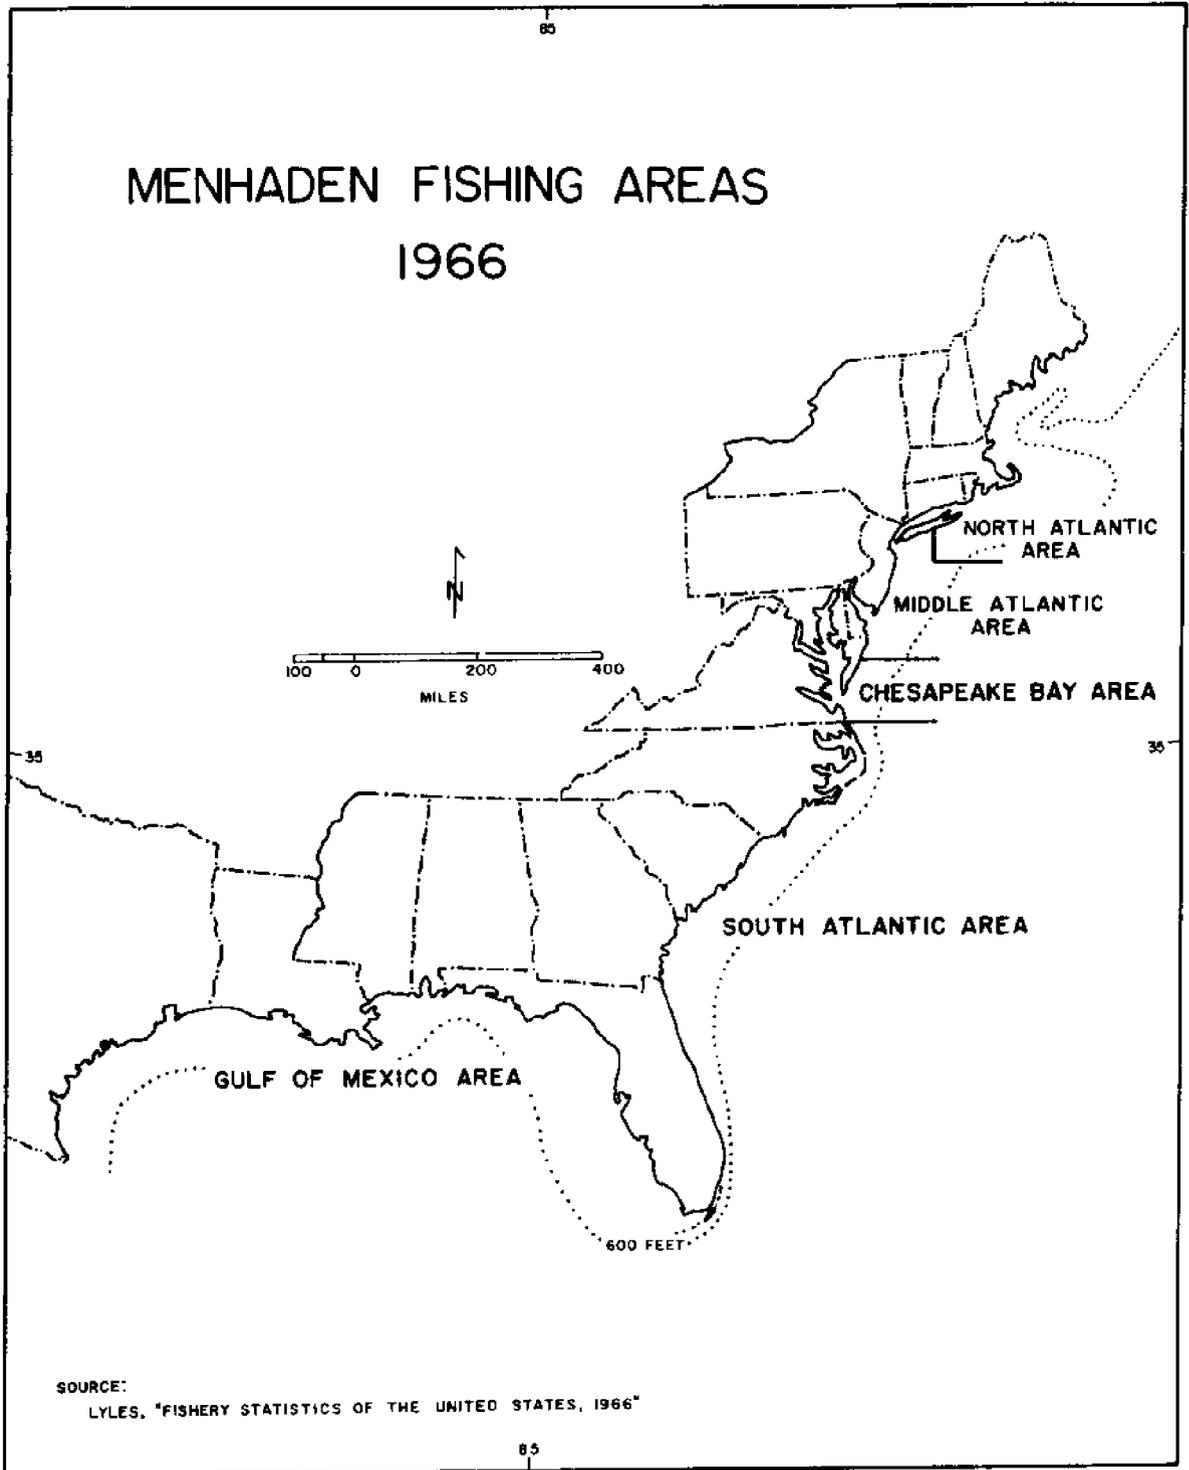 85
MENHADEN FISHING AREAS
1966
NORTH ATLANTIC
AREA
MIDDLE ATLANTIC
AREA
N
100 0 200 400
MILES
CHESAPEAKE BAY AREA
35
35
SOUTH ATLANTIC AREA
GULF OF MEXICO AREA
600 FEET
SOURCE:
LYLES, "FISHERY STATISTICS OF THE UNITED STATES, 1966"
85